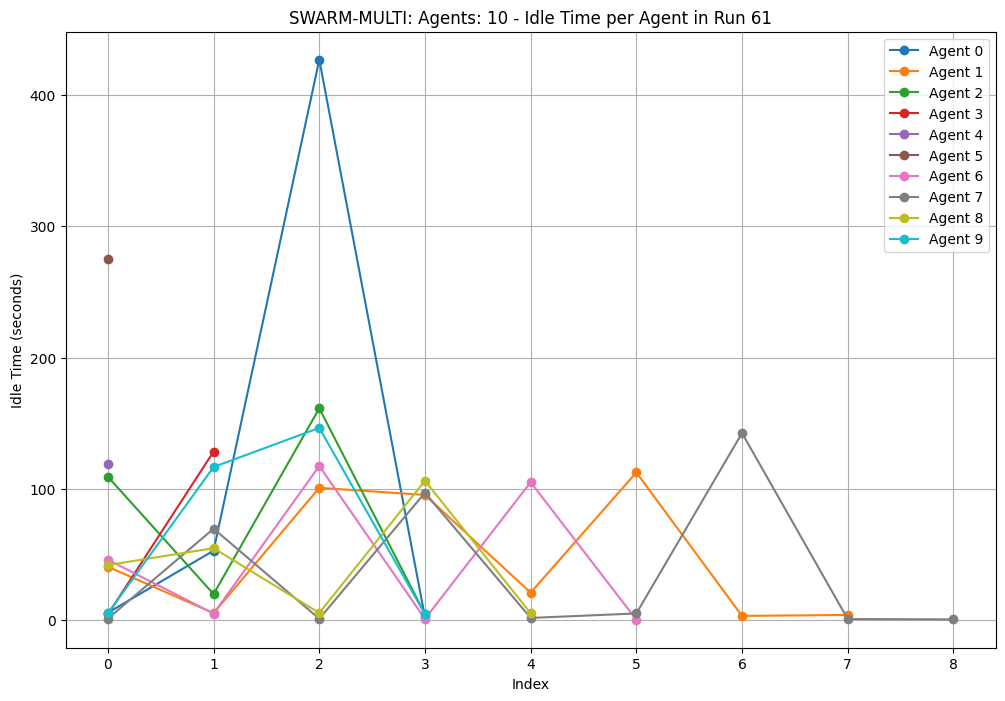 SWARM-MULTI: Agents: 10 - Idle Time per Agent in Run 61
Idle Time (seconds)
400
300
200
100
0
0 1 2 3 4 5 6 7 8
Index
Agent 0
Agent 1
Agent 2
Agent 3
Agent 4
Agent 5
Agent 6
Agent 7
Agent 8
Agent 9